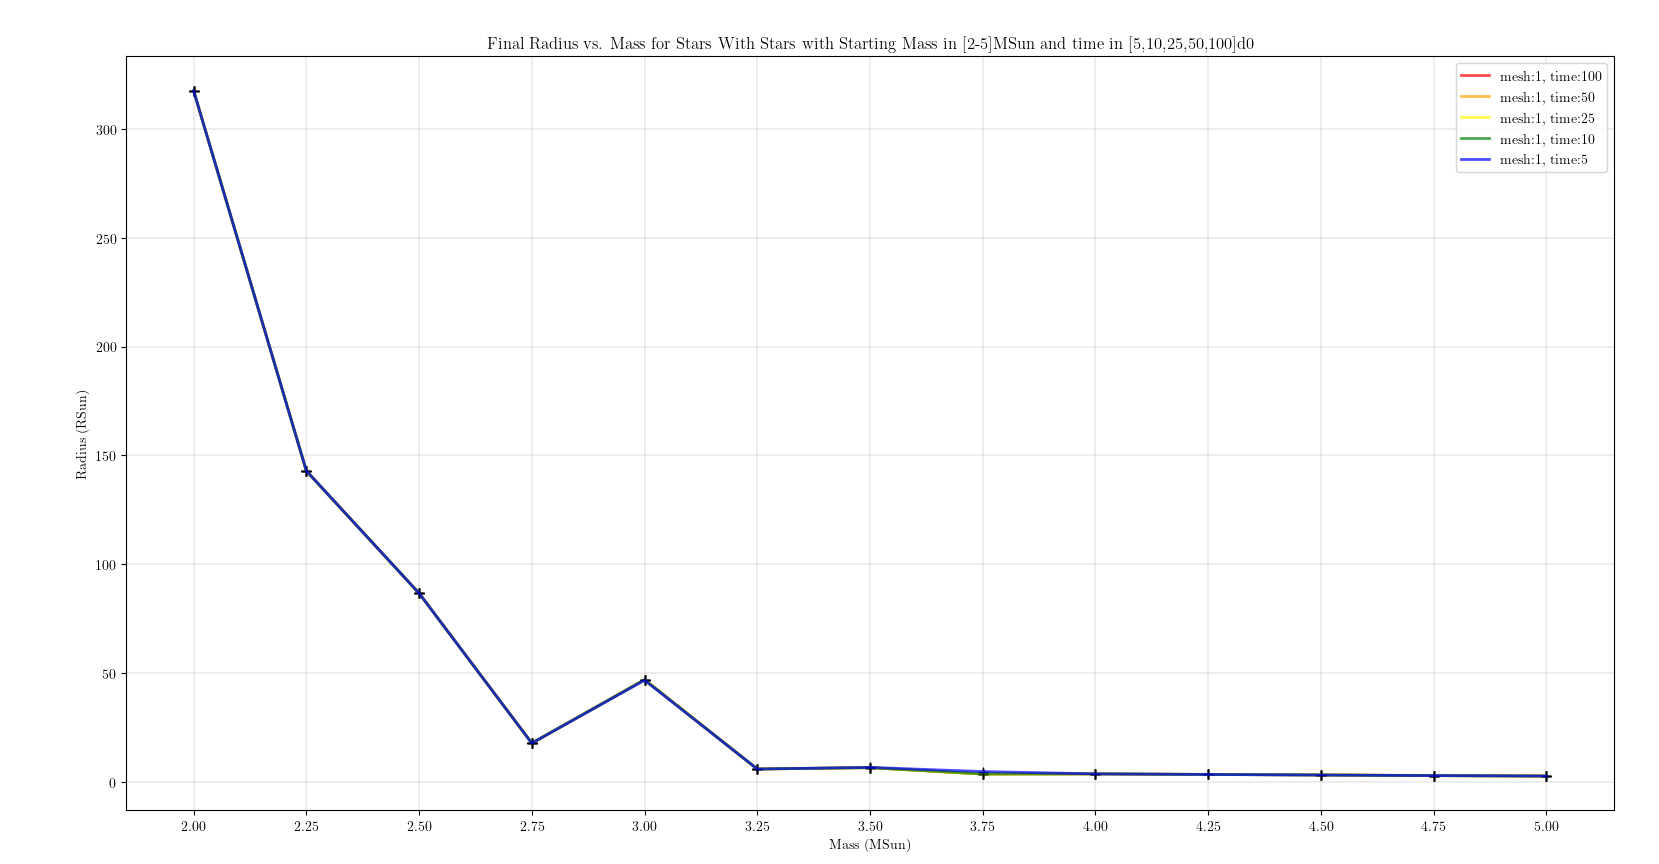 Final Radius vs. Mass for Stars With Stars with Starting Mass in [2-5]MSun and time in [5,10,25,50,100]d0
mesh:1, time:100
mesh:1, time:50
mesh:1, time:25
mesh:1, time:10
mesh:1, time:5
300
250
200
150
100
50
0
Radius (RSun)
2.00 2.25 2.50 2.75 3.00 3.25 3.50 3.75 4.00 4.25 4.50 4.75 5.00
Mass (MSun)